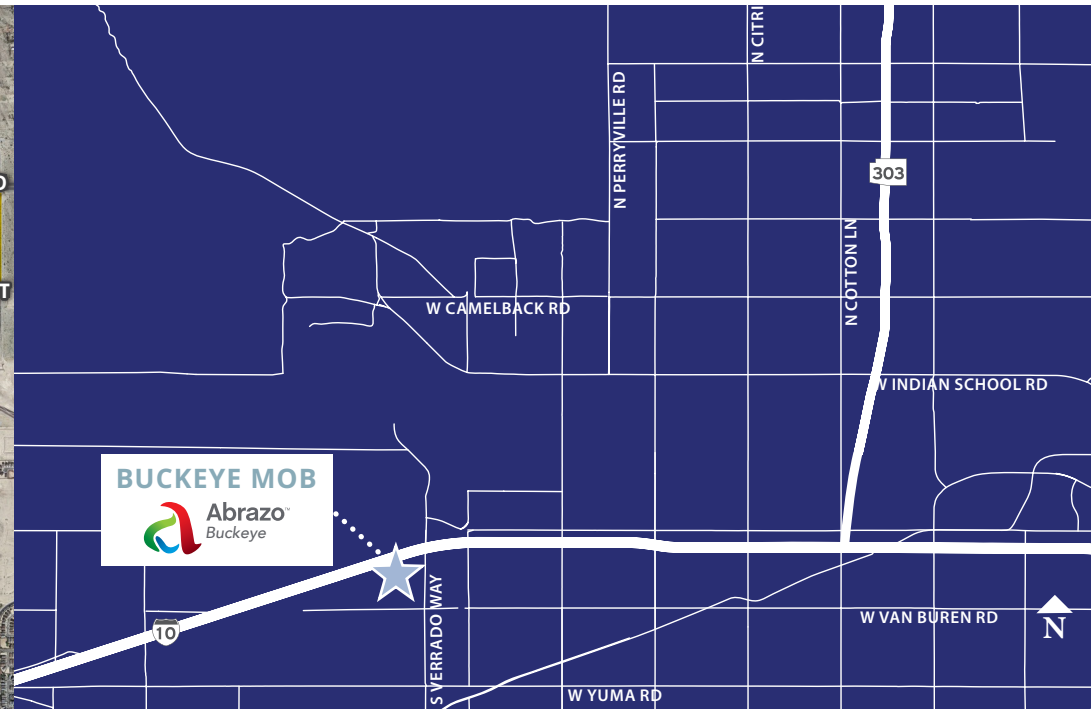 N CITRI
N PERRYVILLE RD
303
N COTTON LN
W CAMELBACK RD
W INDIAN SCHOOL RD
BUCKEYE MOB
Abrazo™
Buckeye
S VERRADO WAY
10
W VAN BUREN RD
N
W YUMA RD
T